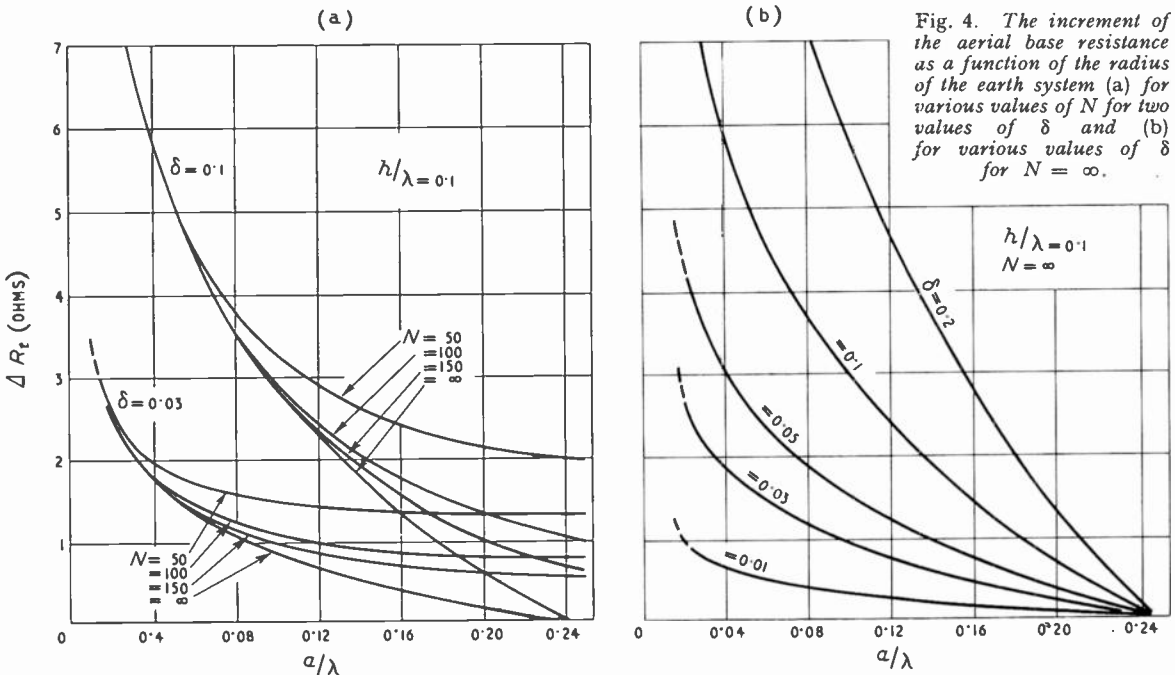 (a)
(b)
Fig. 4. The increment of
the aerial base resistance
as a function of the radius
of the earth system (a) for
various values of N for two
values of δ and (b)
for various values of δ
for N = ∞.
7
6
5
4
3
2
1
0
ΔRt (OHMS)
δ=0·1
h/λ=0·1
N= 50
=100
=150
= ∞
δ=0·03
N= 50
=100
=150
= ∞
0·4
0·08
0·12
0·16
0·20
0·24
a/λ
h/λ=0·1
N=∞
δ=0·2
=0·1
=0·05
=0·03
=0·01
0
0·04
0·08
0·12
0·16
0·20
0·24
a/λ